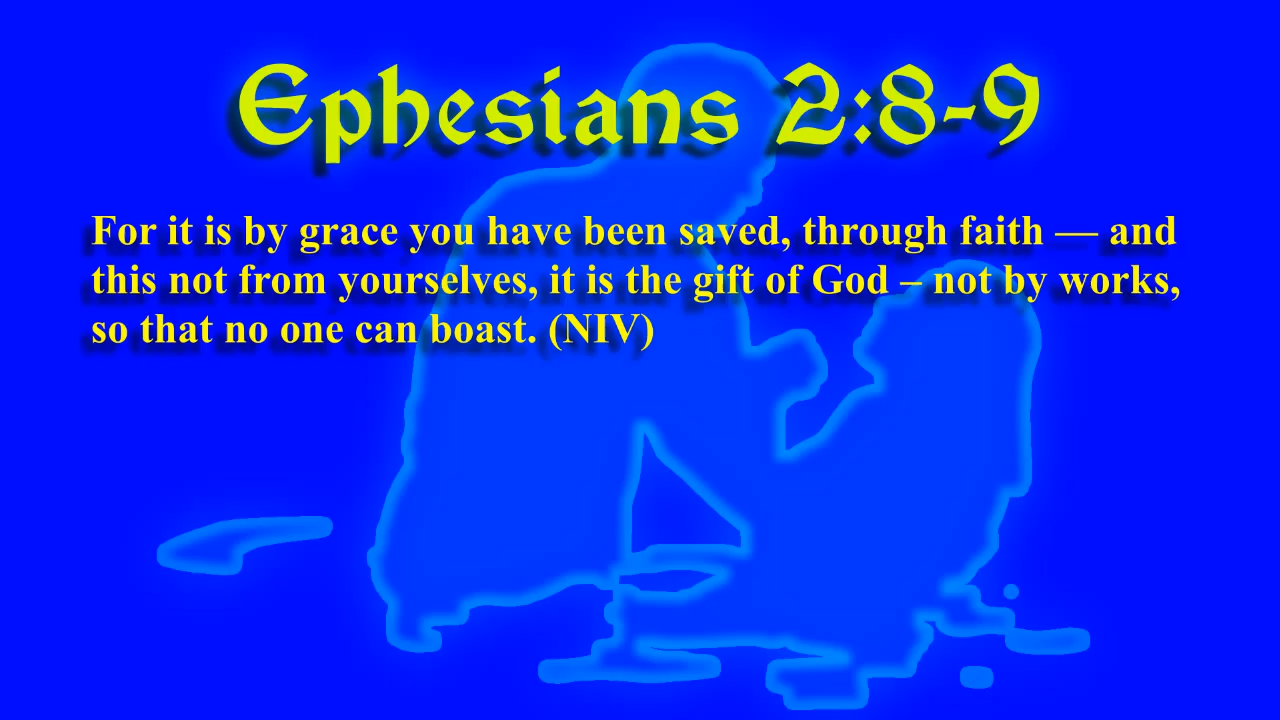 Ephesians 2:8-9
For it is by grace you have been saved, through faith — and
this not from yourselves, it is the gift of God – not by works,
so that no one can boast. (NIV)